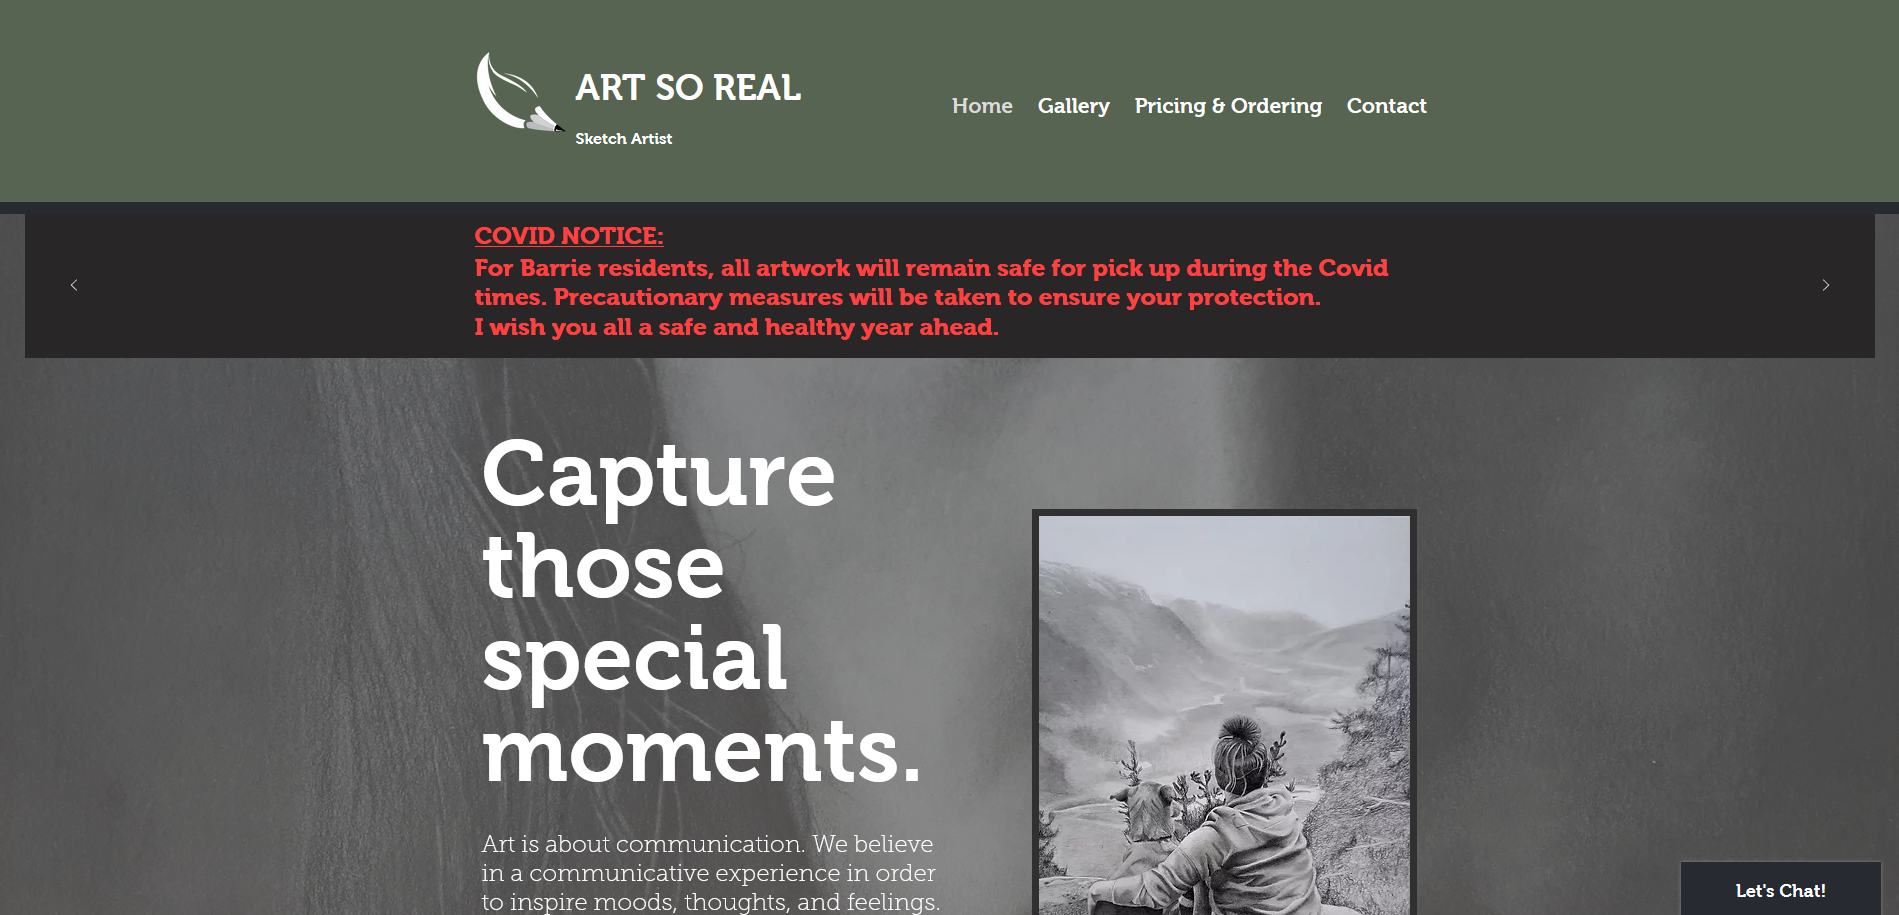 ART SO REAL
Sketch Artist
Home Gallery Pricing & Ordering Contact
COVID NOTICE:
For Barrie residents, all artwork will remain safe for pick up during the Covid
times. Precautionary measures will be taken to ensure your protection.
I wish you all a safe and healthy year ahead.
Capture
those
special
moments.
Art is about communication. We believe
in a communicative experience in order
to inspire moods, thoughts, and feelings.
Let's Chat!